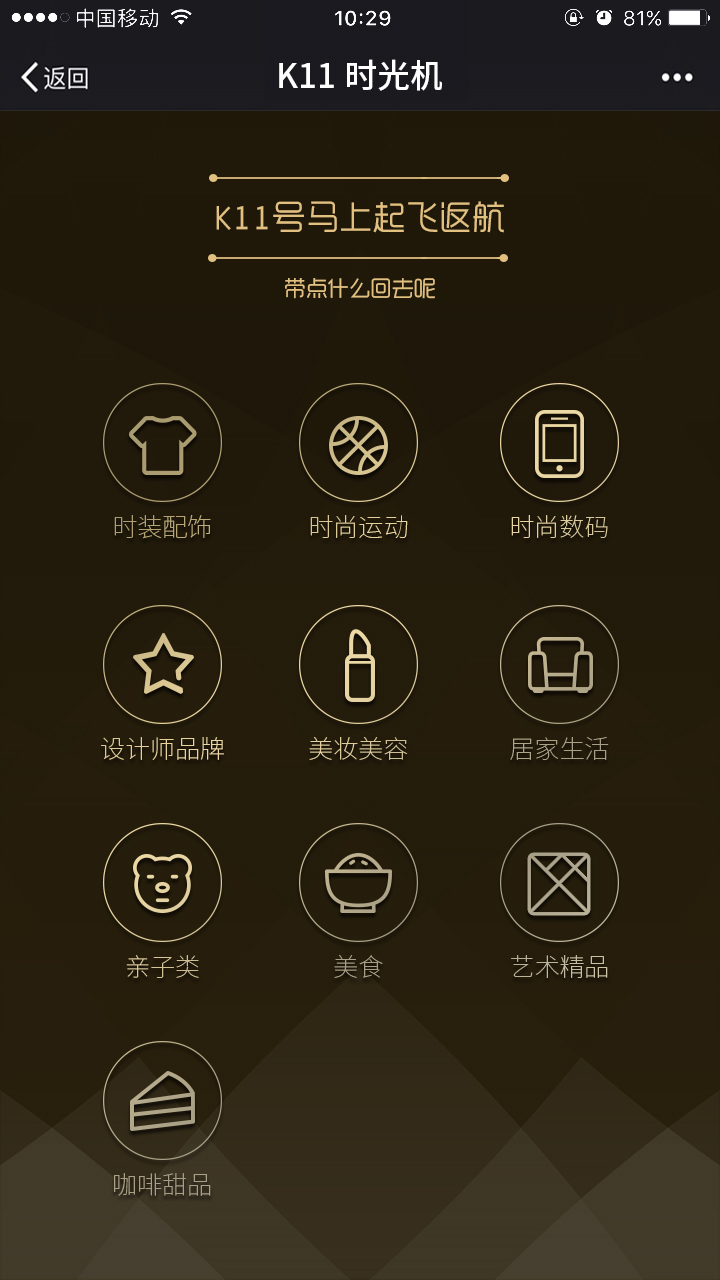 中国移动
10:29
81%
返回
K11 时光机
K11号马上起飞返航
带点什么回去呢
时装配饰
时尚运动
时尚数码
设计师品牌
美妆美容
居家生活
亲子类
美食
艺术精品
咖啡甜品